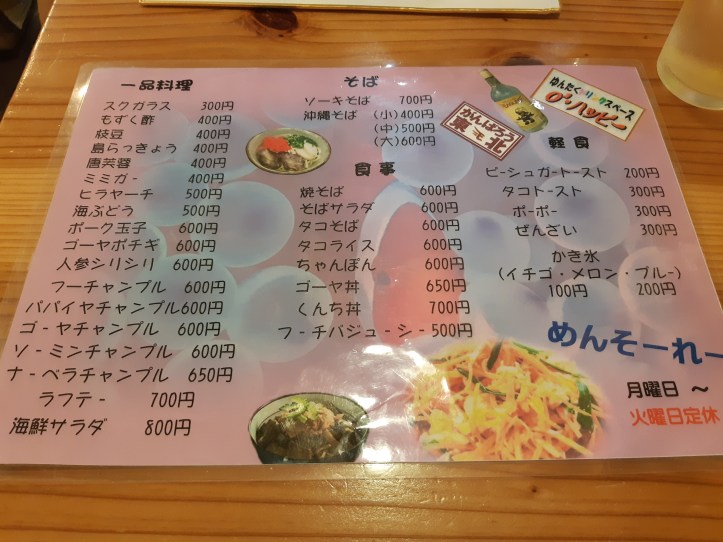 一品料理
スクガラス 300円
もずく酢 400円
枝豆 400円
島らっきょう 400円
唐芙蓉 400円
ミミガー 400円
ヒラヤーチ 500円
海ぶどう 500円
ポーク玉子 600円
ゴーヤポチギ 600円
人参シリシリ 600円
フーチャンプル 600円
パパイヤチャンプル600円
ゴーヤチャンプル 600円
ソーミンチャンプル 600円
ナーベラチャンプル 650円
ラフテー 700円
海鮮サラダ 800円
そば
ソーキそば 700円
沖縄そば (小)400円
(中)500円
(大)600円
食事
焼そば 600円
そばサラダ 600円
タコそば 600円
タコライス 600円
ちゃんぽん 600円
ゴーヤ丼 650円
くんち丼 700円
フーチバジューシー500円
がんばろう
東北
ゆんたく
スペース
ハッピー
軽食
ピーシュガートースト 200円
タコトースト 300円
ポーポー 300円
ぜんざい 300円
かき氷
(イチゴ・メロン・ブルー)
100円 200円
めんそーれー
月曜日 ～
火曜日定休